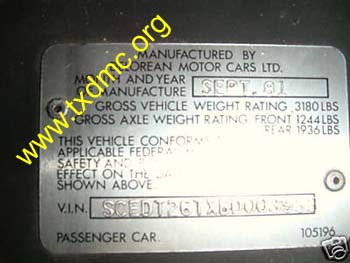 MANUFACTURED BY
DELOREAN MOTOR CARS LTD.
MONTH AND YEAR
OF MANUFACTURE SEPT. 81
GROSS VEHICLE WEIGHT RATING 3180 LBS
GROSS AXLE WEIGHT RATING FRONT 1244 LBS
REAR 1936 LBS
THIS VEHICLE CONFORMS
APPLICABLE FEDERAL
SAFETY AND
EFFECT ON THE
SHOWN ABOVE.
V.I.N.
PASSENGER CAR. 105196
www.txdmc.org